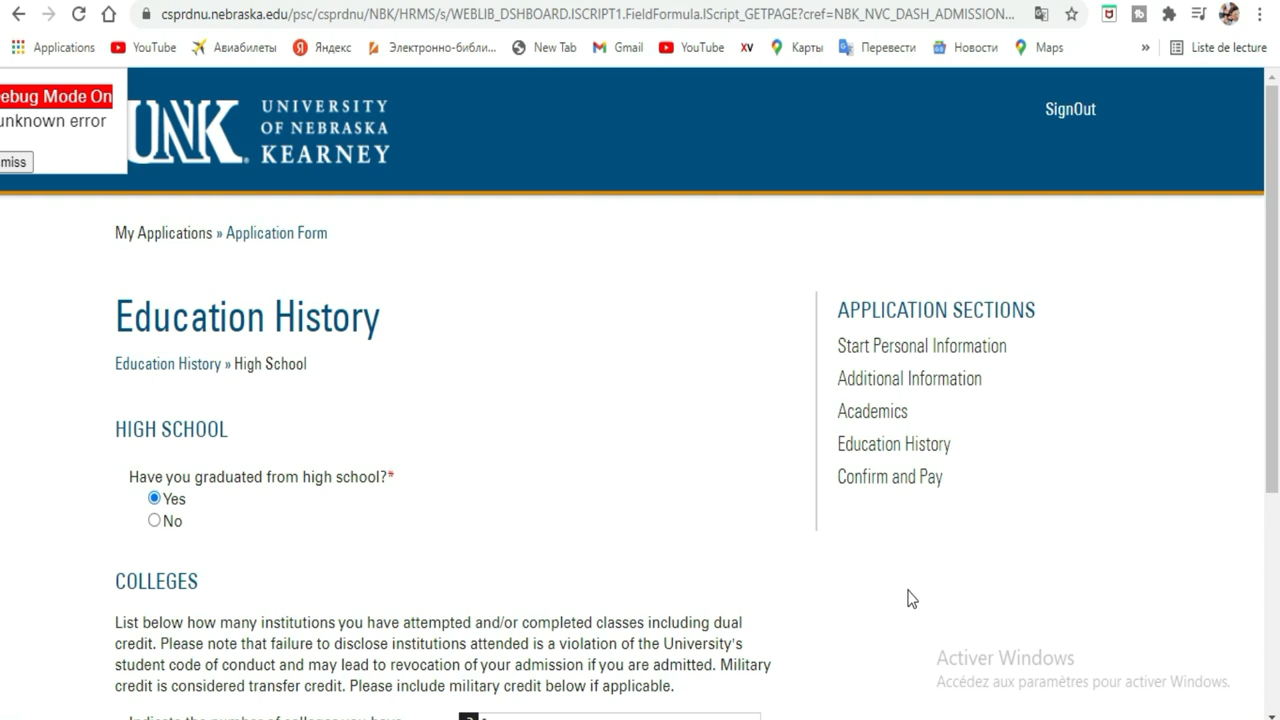 csprdnu.nebraska.edu/psc/csprdnu/NBK/HRMS/s/WEBLIB_DSHBOARD.ISCRIPT1.FieldFormula.IScript_GETPAGE?cref=NBK_NVC_DASH_ADMISSION...
Applications YouTube Авиабилеты Яндекс Электронно-библи... New Tab Gmail YouTube XV Карты Перевести Новости Maps » Liste de lecture
ebug Mode On
unknown error
miss
UNK
UNIVERSITY
OF NEBRASKA
KEARNEY
SignOut
My Applications » Application Form
Education History
Education History » High School
HIGH SCHOOL
Have you graduated from high school?*
Yes
No
COLLEGES
List below how many institutions you have attempted and/or completed classes including dual
credit. Please note that failure to disclose institutions attended is a violation of the University's
student code of conduct and may lead to revocation of your admission if you are admitted. Military
credit is considered transfer credit. Please include military credit below if applicable.
Indicate the number of colleges you have
APPLICATION SECTIONS
Start Personal Information
Additional Information
Academics
Education History
Confirm and Pay
Activer Windows
Accédez aux paramètres pour activer Windows.